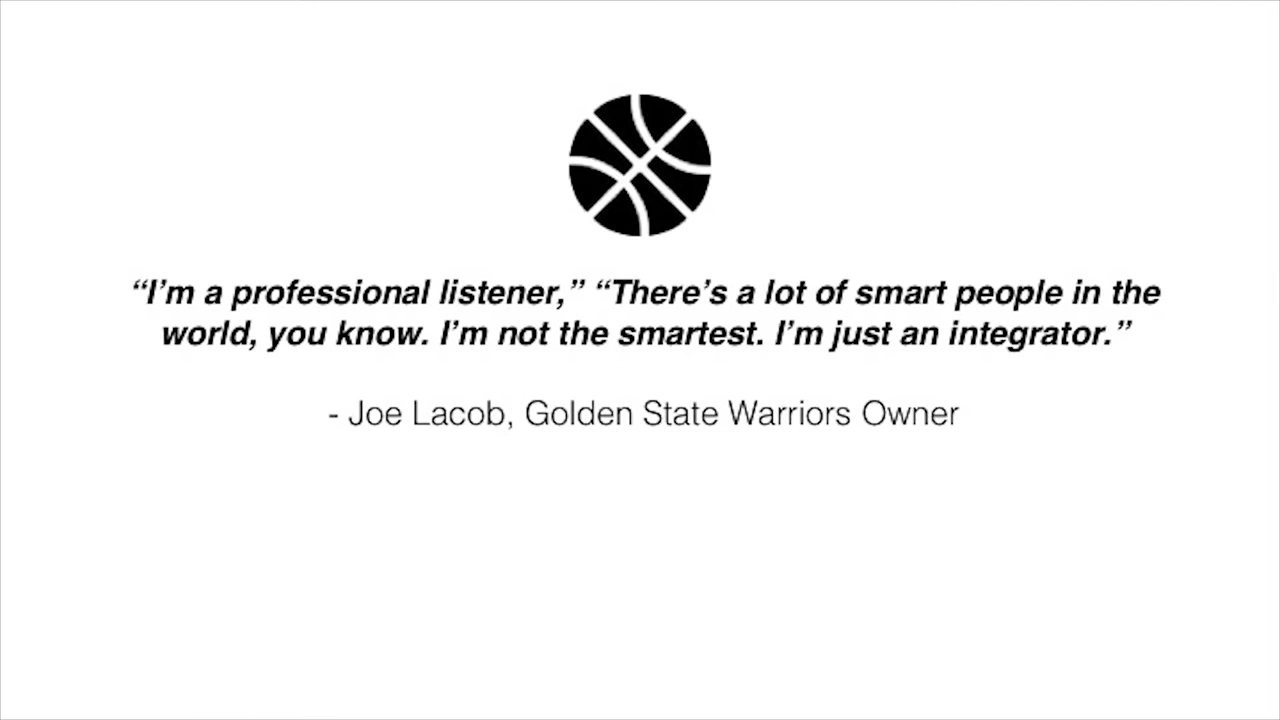 “I’m a professional listener,” “There’s a lot of smart people in the
world, you know. I’m not the smartest. I’m just an integrator.”
- Joe Lacob, Golden State Warriors Owner